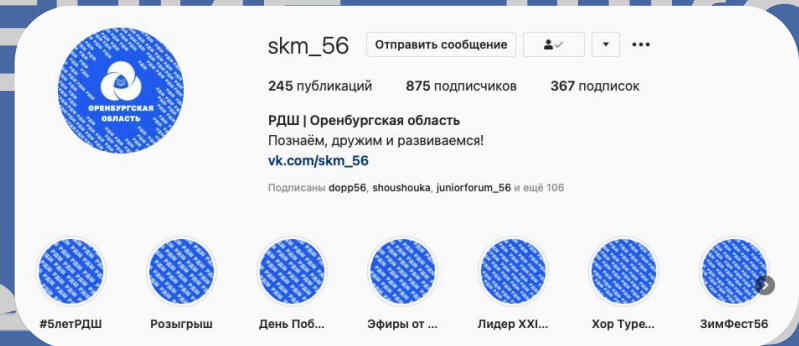 skm_56 Отправить сообщение
245 публикаций 875 подписчиков 367 подписок
РДШ | Оренбургская область
Познаём, дружим и развиваемся!
vk.com/skm_56
Подписаны dopp56, shoushouka, juniorforum_56 и ещё 106
ОРЕНБУРГСКАЯ
ОБЛАСТЬ
#5летРДШ Розыгрыш День Поб... Эфиры от ... Лидер XXI... Хор Туре... ЗимФест56